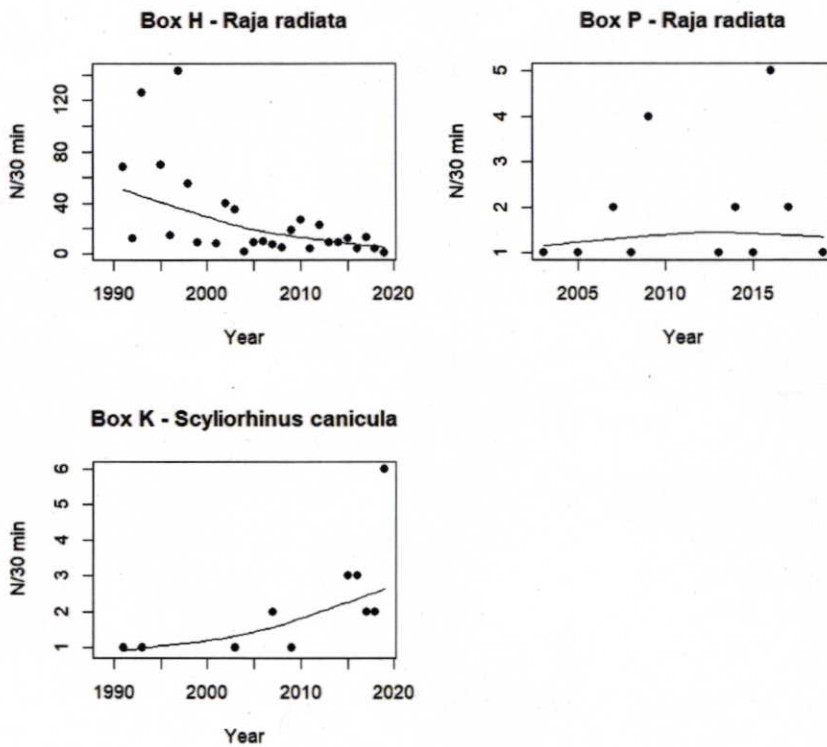 Box H - Raja radiata
N/30 min
0 40 80 120
1990 2000 2010 2020
Year
Box P - Raja radiata
N/30 min
1 2 3 4 5
2005 2010 2015
Year
Box K - Scyliorhinus canicula
N/30 min
1 2 3 4 5 6
1990 2000 2010 2020
Year